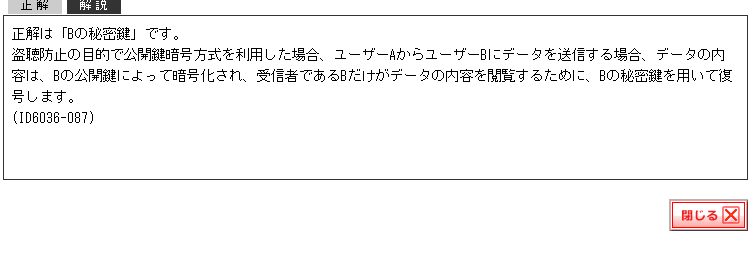 正解 解説
正解は「Bの秘密鍵」です。
盗聴防止の目的で公開鍵暗号方式を利用した場合、ユーザーAからユーザーBにデータを送信する場合、データの内
容は、Bの公開鍵によって暗号化され、受信者であるBだけがデータの内容を閲覧するために、Bの秘密鍵を用いて復
号します。
(ID6036-087)
閉じる